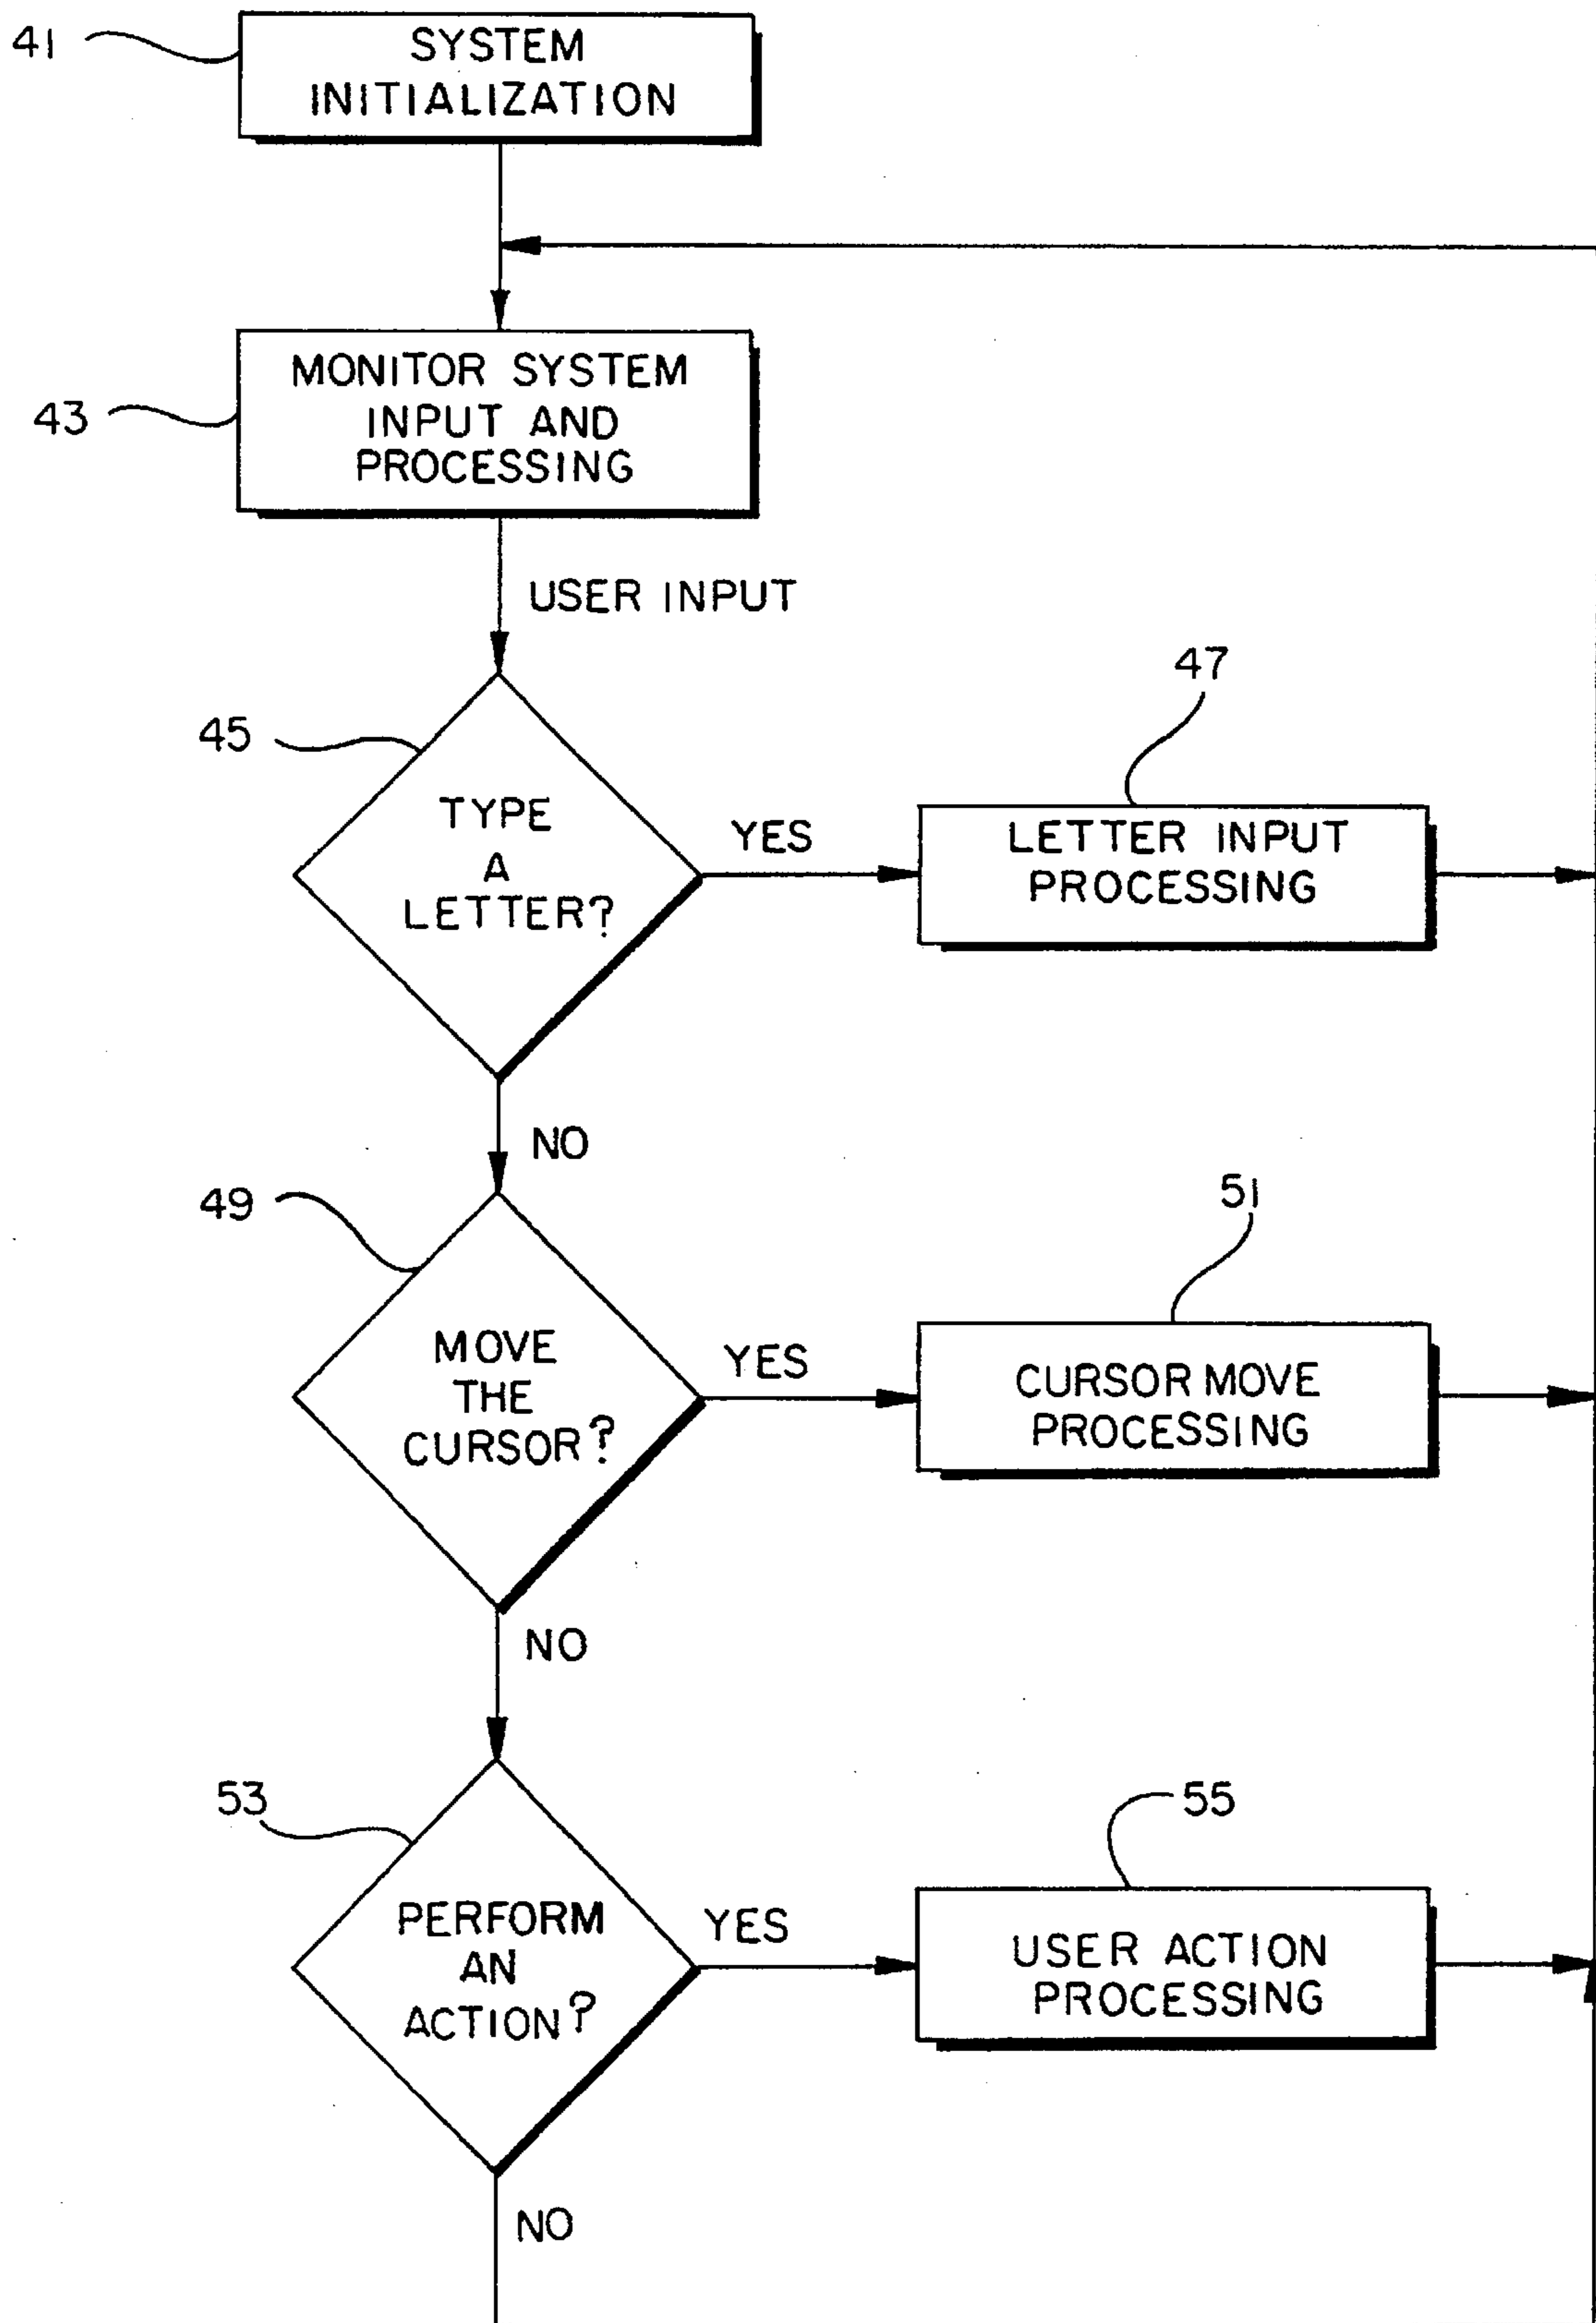 41
SYSTEM
INITIALIZATION
43
MONITOR SYSTEM
INPUT AND
PROCESSING
USER INPUT
45
TYPE
A
LETTER?
YES
47
LETTER INPUT
PROCESSING
NO
49
MOVE
THE
CURSOR?
YES
51
CURSOR MOVE
PROCESSING
NO
53
PERFORM
AN
ACTION?
YES
55
USER ACTION
PROCESSING
NO